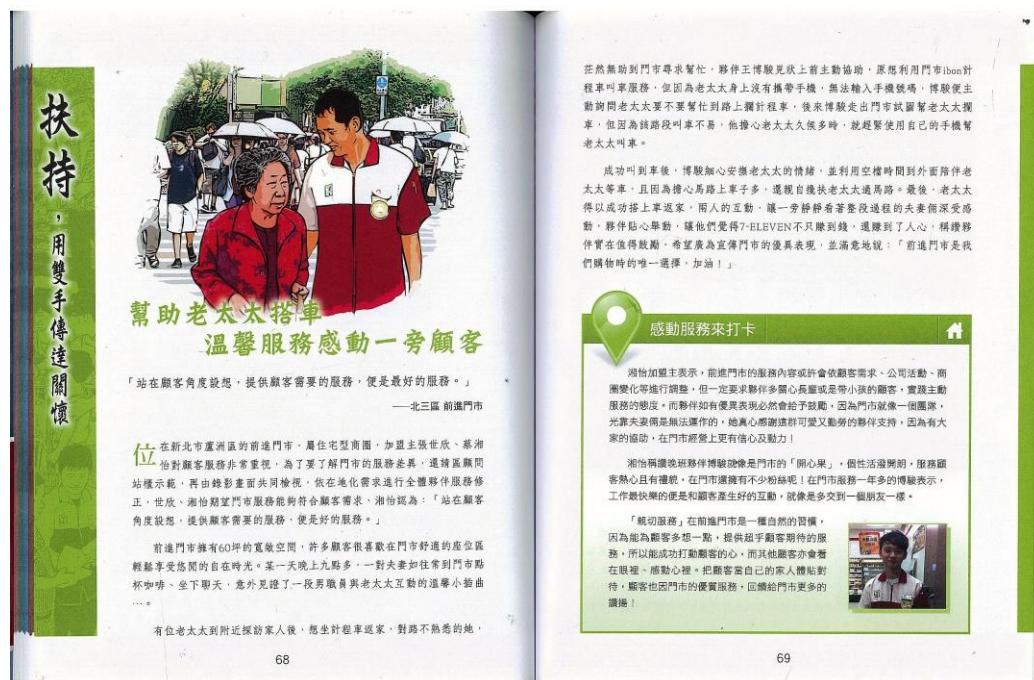 扶持，用雙手傳達關懷
幫助老太太搭車
溫馨服務感動一旁顧客
「站在顧客角度設想，提供顧客需要的服務，便是最好的服務。」
——北三區 前進門市
位在新北市蘆洲區的前進門市，屬住宅型商圈，加盟主張世欣、蔡湘
怡對顧客服務非常重視，為了要了解門市的服務差異，還請區顧問
站櫃示範，再由錄影畫面共同檢視，依在地化需求進行全體夥伴服務修
正，世欣、湘怡期望門市服務能夠符合顧客需求，湘怡認為：「站在顧客
角度設想，提供顧客需要的服務，便是好的服務。」
前進門市擁有60坪的寬敞空間，許多顧客很喜歡在門市舒適的座位區
輕鬆享受悠閒的自在時光。某一天晚上九點多，一對夫妻如往常到門市點
杯咖啡、坐下聊天，意外見證了一段男職員與老太太互動的溫馨小插曲
…。
有位老太太到附近探訪家人後，想坐計程車返家，對路不熟悉的她，
68
茫然無助到門市尋求幫忙，夥伴王博駿見狀上前主動協助，原想利用門市ibon計
程車叫車服務，但因為老太太身上沒有攜帶手機，無法輸入手機號碼，博駿便主
動詢問老太太要不要幫忙到路上攔計程車，後來博駿走出門市試圖幫老太太攔
車，但因為該路段叫車不易，他擔心老太太久候多時，就趕緊使用自己的手機幫
老太太叫車。
成功叫到車後，博駿細心安撫老太太的情緒，並利用空檔時間到外面陪伴老
太太等車，且因為擔心馬路上車子多，還親自攙扶老太太過馬路。最後，老太太
得以成功搭上車返家，兩人的互動，讓一旁靜靜看著整段過程的夫妻倆深受感
動，夥伴貼心舉動，讓他們覺得7-ELEVEN不只賺到錢，還賺到了人心，稱讚夥
伴實在值得鼓勵，希望廣為宣傳門市的優異表現，並滿意地說：「前進門市是我
們購物時的唯一選擇，加油！」
感動服務來打卡
湘怡加盟主表示，前進門市的服務內容或許會依顧客需求、公司活動、商
圈變化等進行調整，但一定要求夥伴多關心長輩或是帶小孩的顧客，實踐主動
服務的態度。而夥伴如有優異表現必然會給予鼓勵，因為門市就像一個團隊，
光靠夫妻倆是無法運作的，她真心感謝這群可愛又勤勞的夥伴支持，因為有大
家的協助，在門市經營上更有信心及動力！
湘怡稱讚晚班夥伴博駿就像是門市的「開心果」，個性活潑開朗，服務顧
客熱心且有禮貌，在門市還擁有不少粉絲呢！在門市服務一年多的博駿表示，
工作最快樂的便是和顧客產生好的互動，就像是多交到一個朋友一樣。
「親切服務」在前進門市是一種自然的習慣，
因為能為顧客多想一點，提供超乎顧客期待的服
務，所以能成功打動顧客的心，而其他顧客亦會看
在眼裡、感動心裡。把顧客當自己的家人體貼對
待，顧客也因門市的優質服務，回饋給門市更多的
讚揚！
69